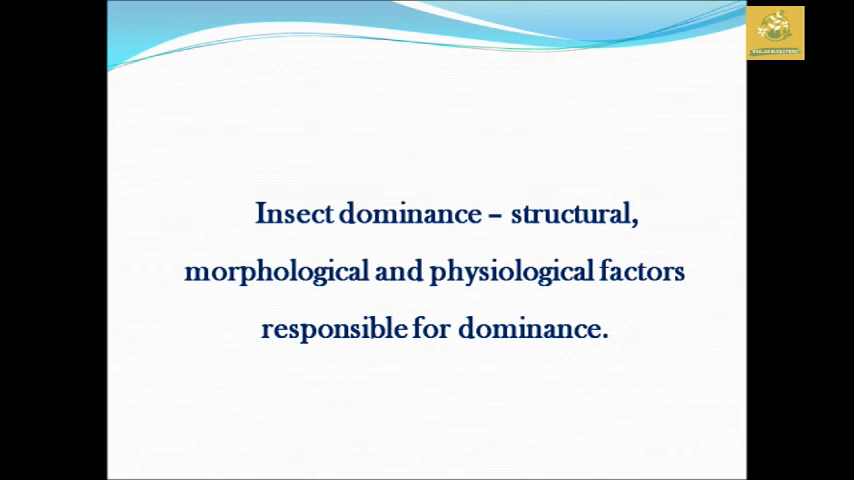 Insect dominance – structural,
morphological and physiological factors
responsible for dominance.